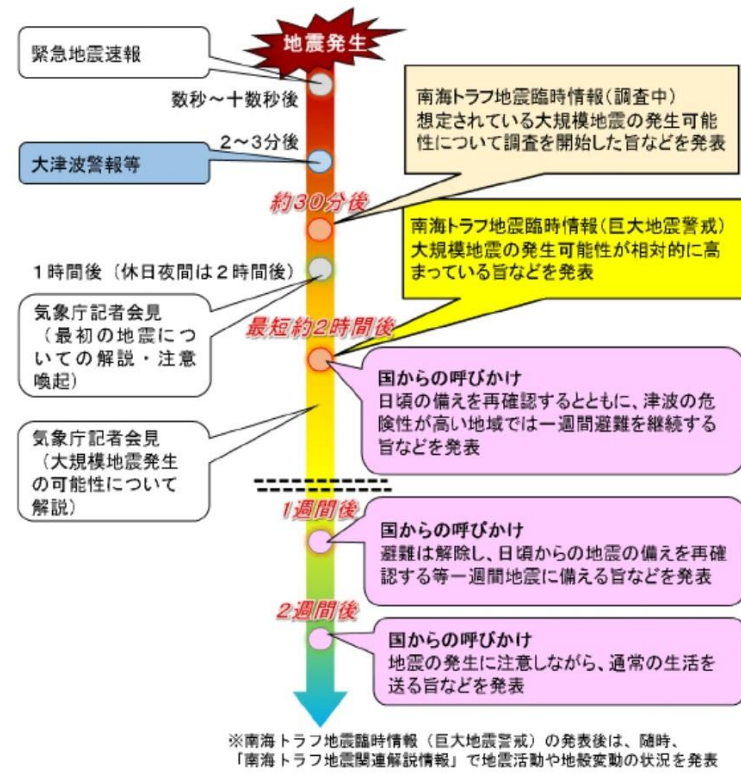 地震発生
緊急地震速報
数秒～十数秒後
南海トラフ地震臨時情報（調査中）
想定されている大規模地震の発生可能
性について調査を開始した旨などを発表
2～3分後
大津波警報等
約30分後
南海トラフ地震臨時情報（巨大地震警戒）
大規模地震の発生可能性が相対的に高
まっている旨などを発表
1時間後（休日夜間は2時間後）
気象庁記者会見
（最初の地震につ
いての解説・注意
喚起）
最短約2時間後
国からの呼びかけ
日頃の備えを再確認するとともに、津波の危
険性が高い地域では一週間避難を継続する
旨などを発表
気象庁記者会見
（大規模地震発生
の可能性について
解説）
1週間後
国からの呼びかけ
避難は解除し、日頃からの地震の備えを再確
認する等一週間地震に備える旨などを発表
2週間後
国からの呼びかけ
地震の発生に注意しながら、通常の生活を
送る旨などを発表
※南海トラフ地震臨時情報（巨大地震警戒）の発表後は、随時、
「南海トラフ地震関連解説情報」で地震活動や地殻変動の状況を発表